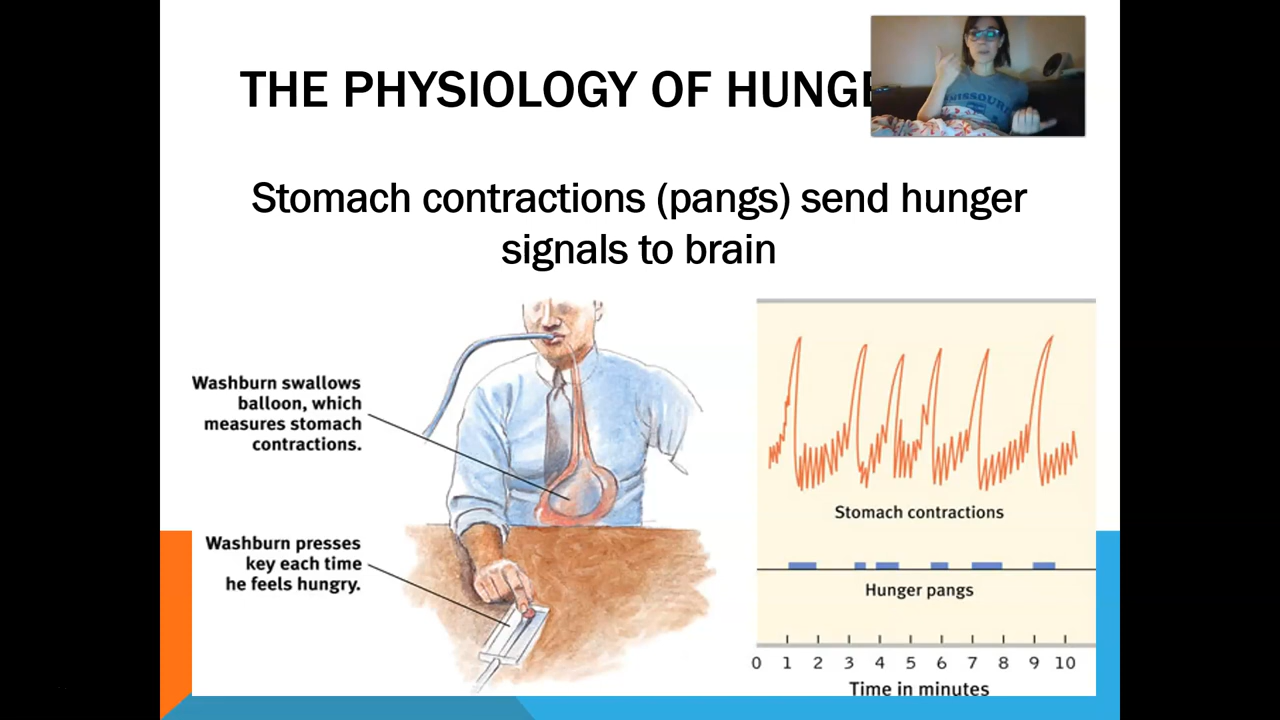 THE PHYSIOLOGY OF HUNGE
MISSOURI
Stomach contractions (pangs) send hunger
signals to brain
Washburn swallows
balloon, which
measures stomach
contractions.
Washburn presses
key each time
he feels hungry.
Stomach contractions
Hunger pangs
0 1 2 3 4 5 6 7 8 9 10
Time in minutes